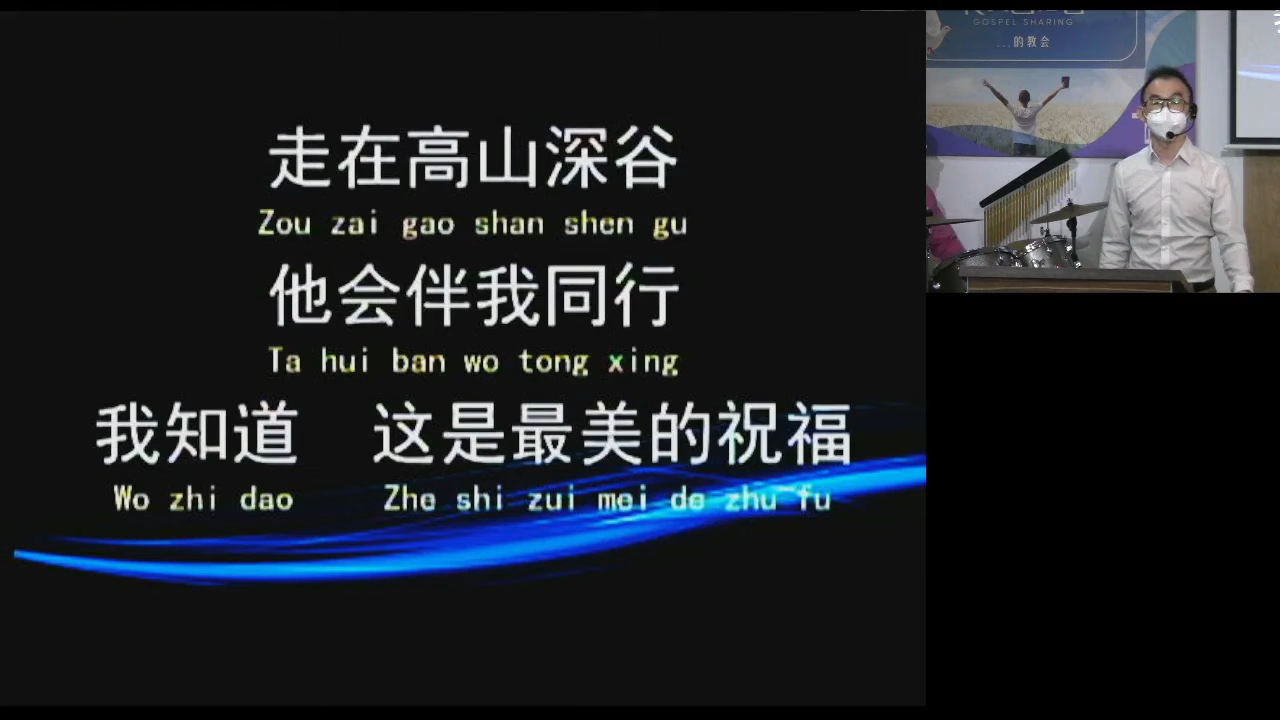 走在高山深谷
Zou zai gao shan shen gu
他会伴我同行
Ta hui ban wo tong xing
我知道 这是最美的祝福
Wo zhi dao Zhe shi zui mei de zhu fu
GOSPEL SHARING
...的教会